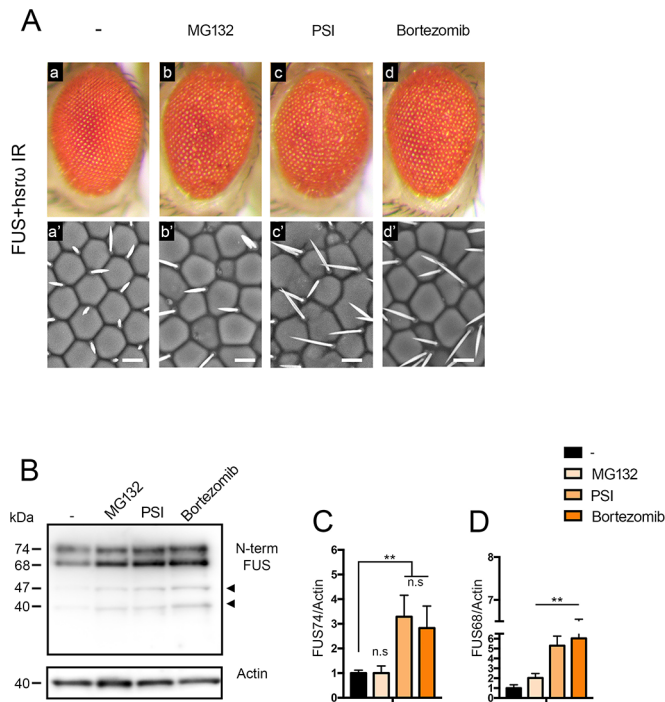 A
- MG132 PSI Bortezomib
a b c d
FUS+hsrω IR
a' b' c' d'
B
- MG132 PSI Bortezomib
kDa
74
68
47
40
N-term
FUS
40
Actin
-
MG132
PSI
Bortezomib
C
FUS74/Actin
6
5
4
3
2
1
0
**
n.s
n.s
D
FUS68/Actin
8
7
6
5
4
3
2
1
0
**